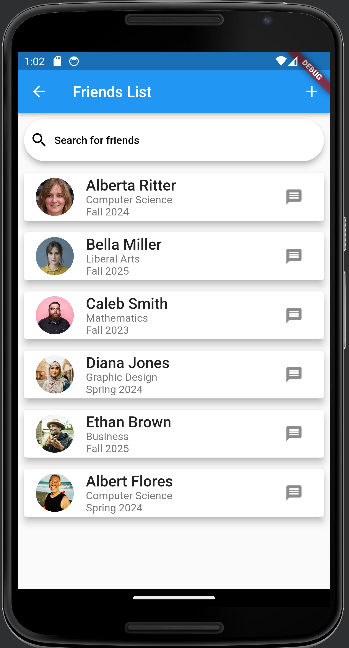 1:02
DEBUG
Friends List
Search for friends
Alberta Ritter
Computer Science
Fall 2024
Bella Miller
Liberal Arts
Fall 2025
Caleb Smith
Mathematics
Fall 2023
Diana Jones
Graphic Design
Spring 2024
Ethan Brown
Business
Fall 2025
Albert Flores
Computer Science
Spring 2024